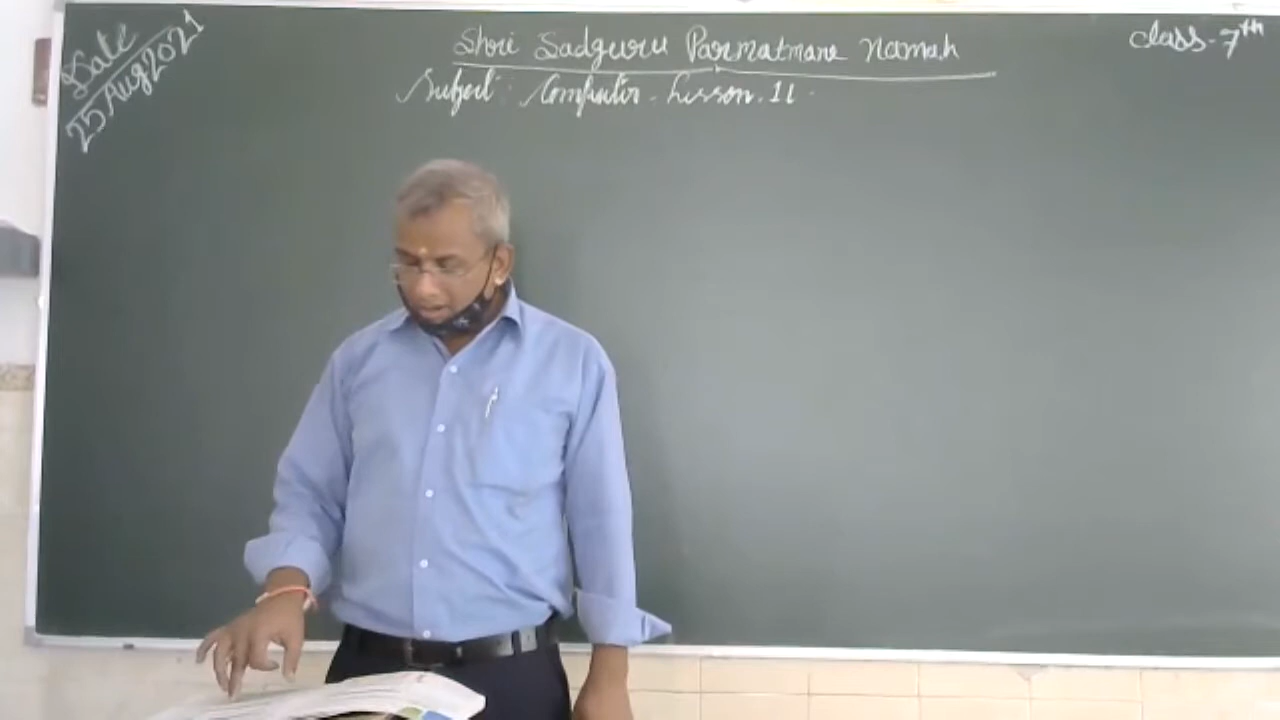 Date
25 Aug 2021
Shri Sadguru Parmatmane Namah
Class-7th
Subject : Computer - Lesson. 11.